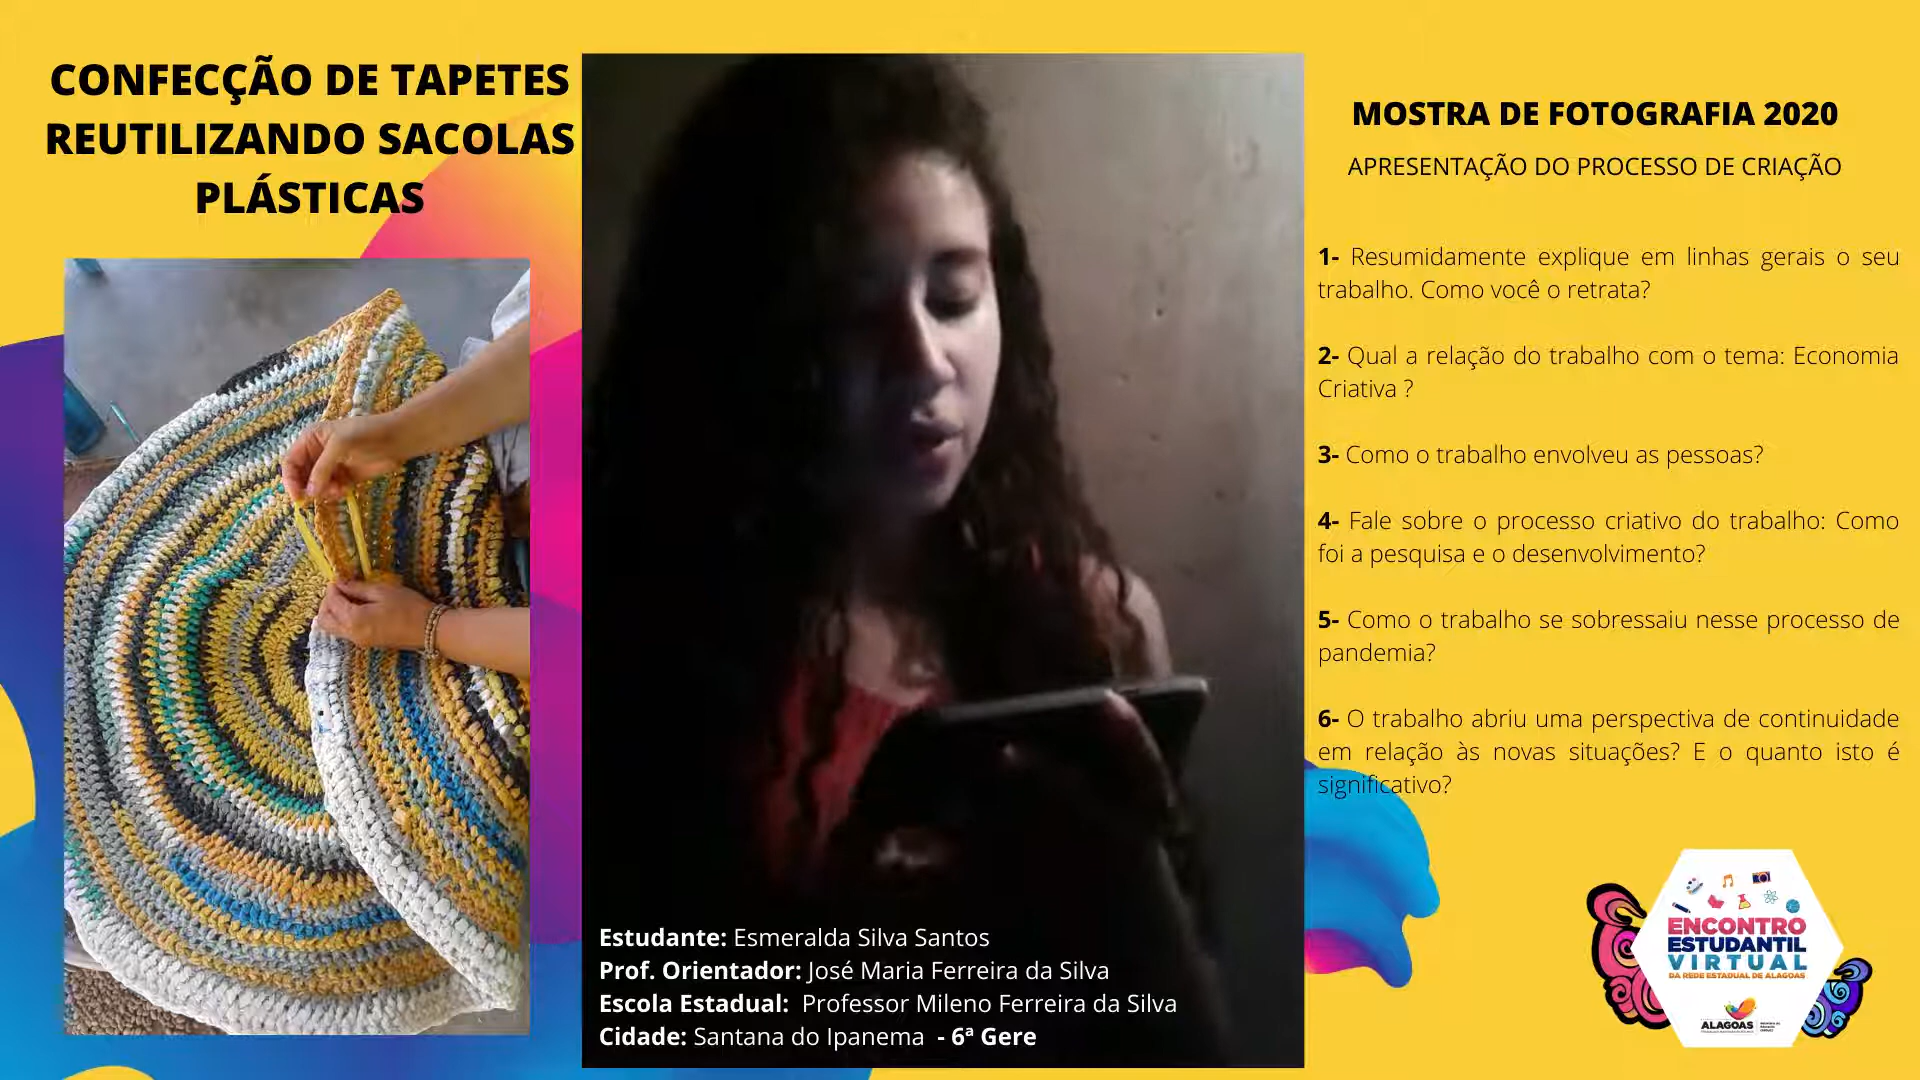 CONFECÇÃO DE TAPETES
REUTILIZANDO SACOLAS
PLÁSTICAS
Estudante: Esmeralda Silva Santos
Prof. Orientador: José Maria Ferreira da Silva
Escola Estadual: Professor Mileno Ferreira da Silva
Cidade: Santana do Ipanema - 6ª Gere
MOSTRA DE FOTOGRAFIA 2020
APRESENTAÇÃO DO PROCESSO DE CRIAÇÃO
1- Resumidamente explique em linhas gerais o seu
trabalho. Como você o retrata?
2- Qual a relação do trabalho com o tema: Economia
Criativa ?
3- Como o trabalho envolveu as pessoas?
4- Fale sobre o processo criativo do trabalho: Como
foi a pesquisa e o desenvolvimento?
5- Como o trabalho se sobressaiu nesse processo de
pandemia?
6- O trabalho abriu uma perspectiva de continuidade
em relação às novas situações? E o quanto isto é
significativo?
ENCONTRO
ESTUDANTIL
VIRTUAL
DA REDE ESTADUAL DE ALAGOAS
ALAGOAS